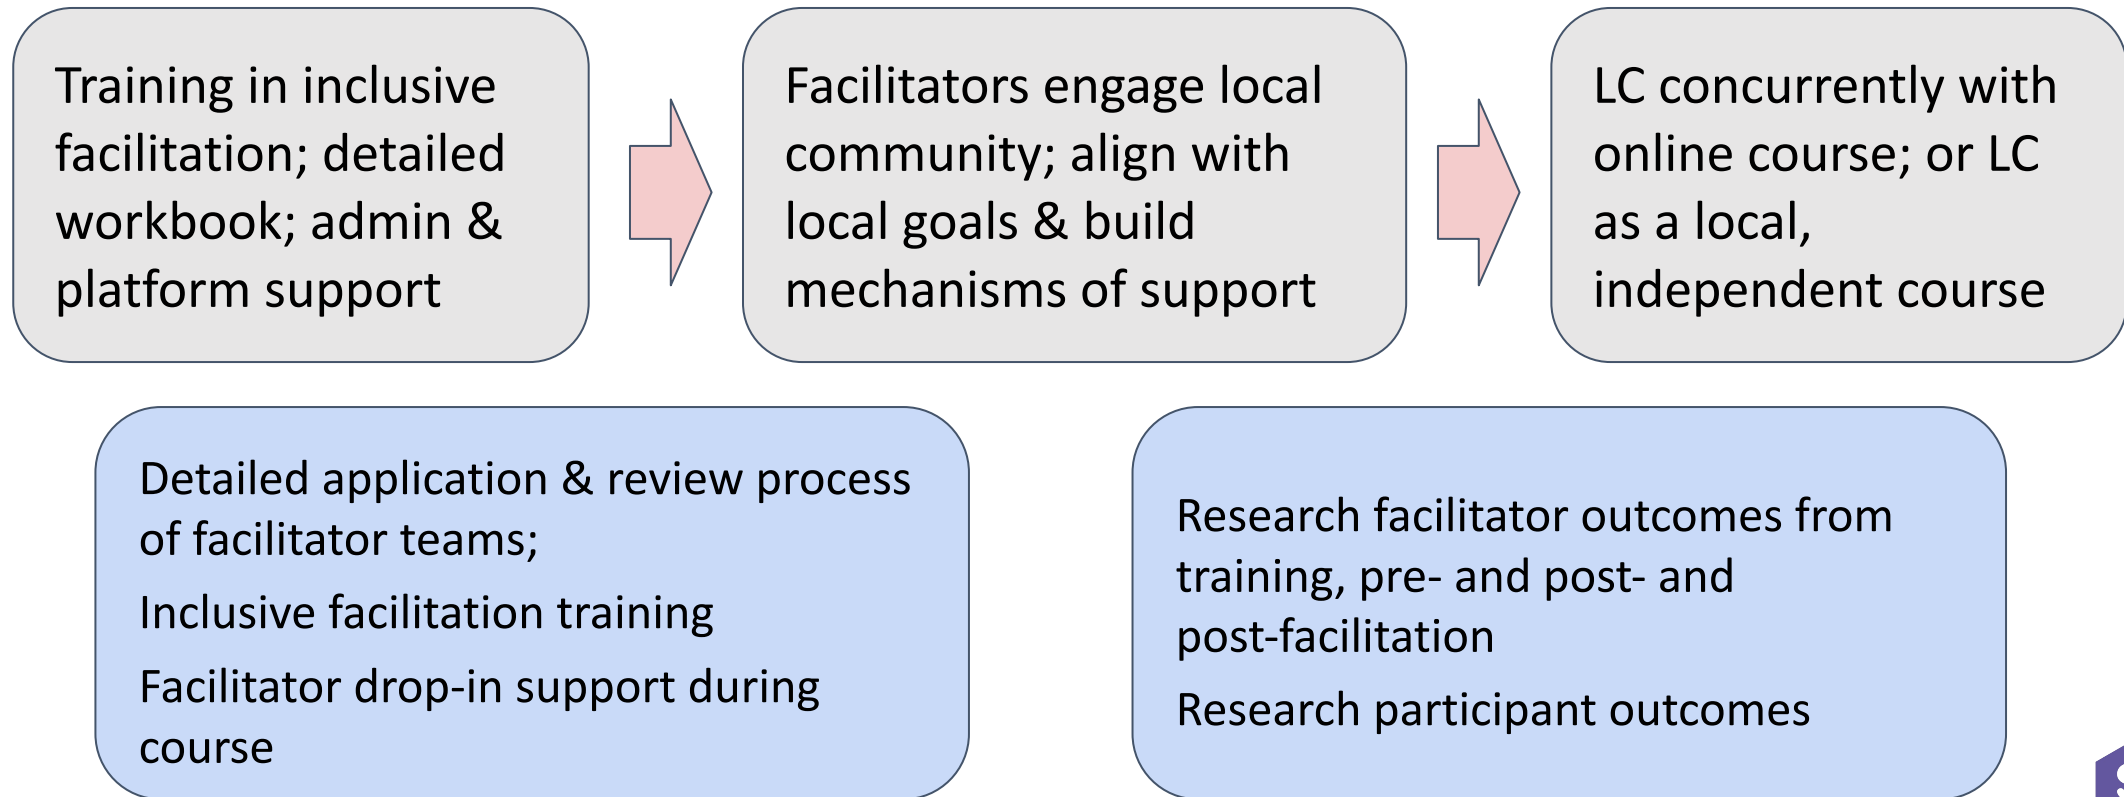 Training in inclusive
facilitation; detailed
workbook; admin &
platform support
Facilitators engage local
community; align with
local goals & build
mechanisms of support
LC concurrently with
online course; or LC
as a local,
independent course
Detailed application & review process
of facilitator teams;
Inclusive facilitation training
Facilitator drop-in support during
course
Research facilitator outcomes from
training, pre- and post- and
post-facilitation
Research participant outcomes